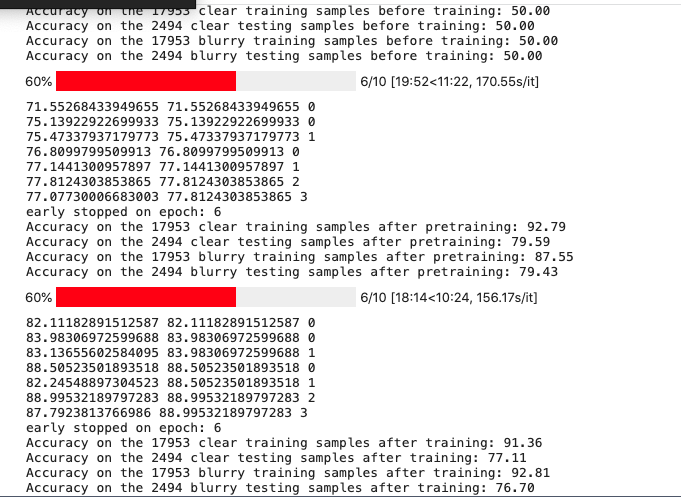 Accuracy on the 17953 clear training samples before training: 50.00
Accuracy on the 2494 clear testing samples before training: 50.00
Accuracy on the 17953 blurry training samples before training: 50.00
Accuracy on the 2494 blurry testing samples before training: 50.00
60% 6/10 [19:52<11:22, 170.55s/it]
71.55268433949655 71.55268433949655 0
75.13922922699933 75.13922922699933 0
75.47337937179773 75.47337937179773 1
76.8099799509913 76.8099799509913 0
77.1441300957897 77.1441300957897 1
77.8124303853865 77.8124303853865 2
77.07730006683003 77.8124303853865 3
early stopped on epoch: 6
Accuracy on the 17953 clear training samples after pretraining: 92.79
Accuracy on the 2494 clear testing samples after pretraining: 79.59
Accuracy on the 17953 blurry training samples after pretraining: 87.55
Accuracy on the 2494 blurry testing samples after pretraining: 79.43
60% 6/10 [18:14<10:24, 156.17s/it]
82.11182891512587 82.11182891512587 0
83.98306972599688 83.98306972599688 0
83.13655602584095 83.98306972599688 1
88.50523501893518 88.50523501893518 0
82.24548897304523 88.50523501893518 1
88.99532189797283 88.99532189797283 2
87.7923813766986 88.99532189797283 3
early stopped on epoch: 6
Accuracy on the 17953 clear training samples after training: 91.36
Accuracy on the 2494 clear testing samples after training: 77.11
Accuracy on the 17953 blurry training samples after training: 92.81
Accuracy on the 2494 blurry testing samples after training: 76.70